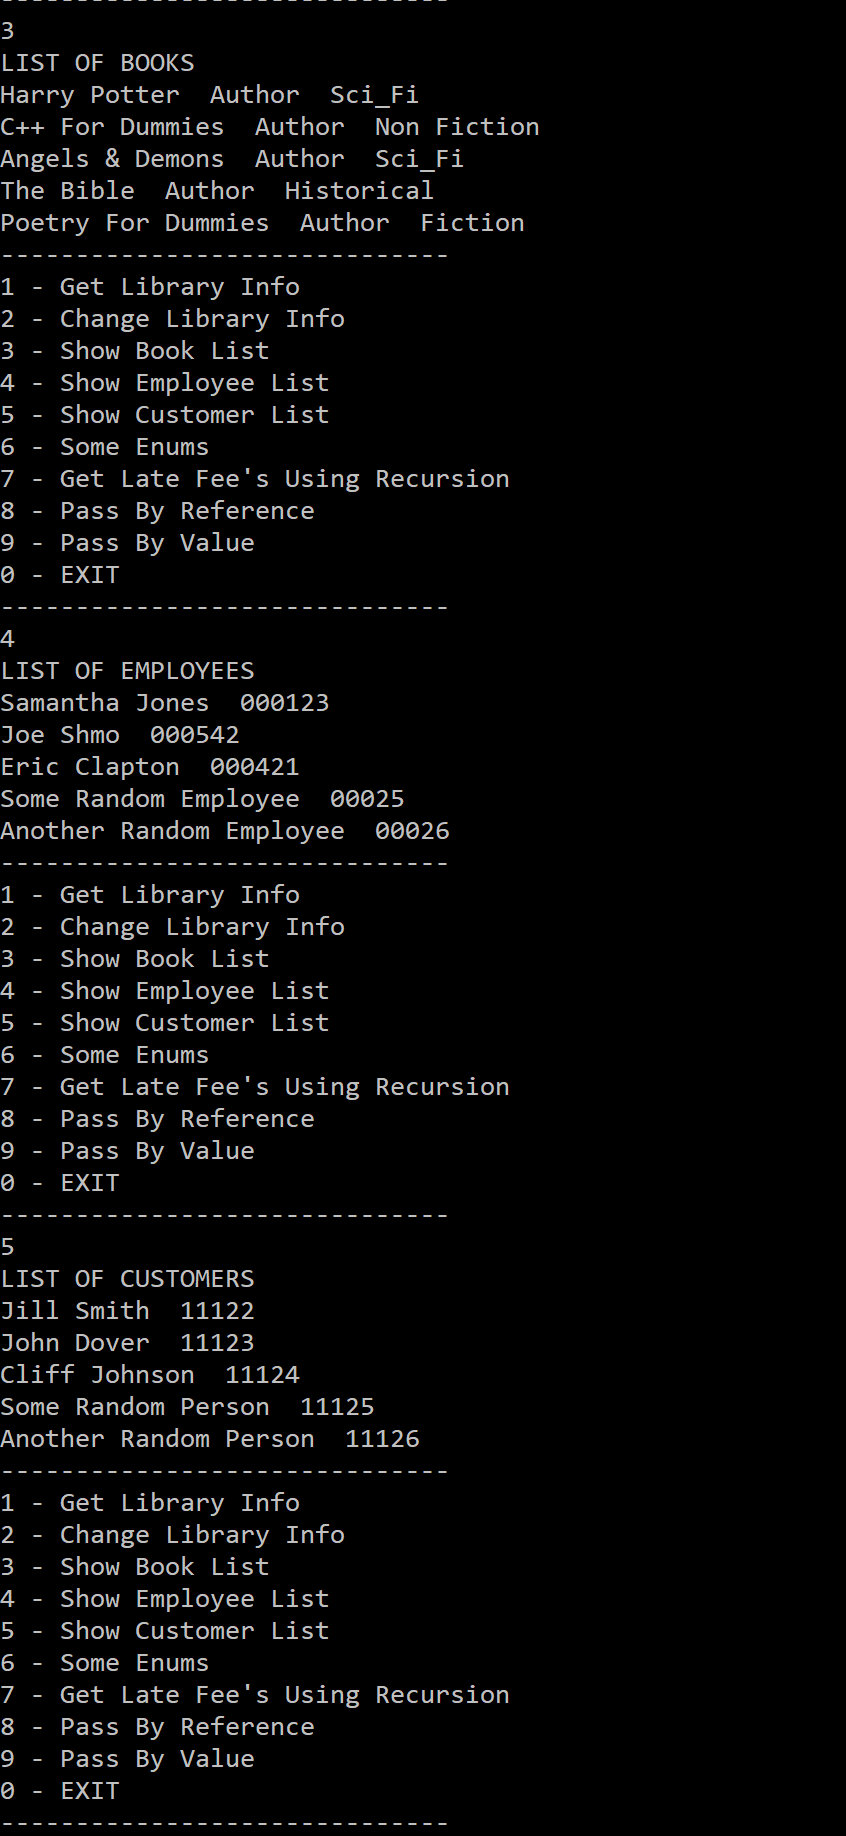 ------------------------------
3
LIST OF BOOKS
Harry Potter  Author  Sci_Fi
C++ For Dummies  Author  Non Fiction
Angels & Demons  Author  Sci_Fi
The Bible  Author  Historical
Poetry For Dummies  Author  Fiction
------------------------------
1 - Get Library Info
2 - Change Library Info
3 - Show Book List
4 - Show Employee List
5 - Show Customer List
6 - Some Enums
7 - Get Late Fee's Using Recursion
8 - Pass By Reference
9 - Pass By Value
0 - EXIT
------------------------------
4
LIST OF EMPLOYEES
Samantha Jones  000123
Joe Shmo  000542
Eric Clapton  000421
Some Random Employee  00025
Another Random Employee  00026
------------------------------
1 - Get Library Info
2 - Change Library Info
3 - Show Book List
4 - Show Employee List
5 - Show Customer List
6 - Some Enums
7 - Get Late Fee's Using Recursion
8 - Pass By Reference
9 - Pass By Value
0 - EXIT
------------------------------
5
LIST OF CUSTOMERS
Jill Smith  11122
John Dover  11123
Cliff Johnson  11124
Some Random Person  11125
Another Random Person  11126
------------------------------
1 - Get Library Info
2 - Change Library Info
3 - Show Book List
4 - Show Employee List
5 - Show Customer List
6 - Some Enums
7 - Get Late Fee's Using Recursion
8 - Pass By Reference
9 - Pass By Value
0 - EXIT
------------------------------